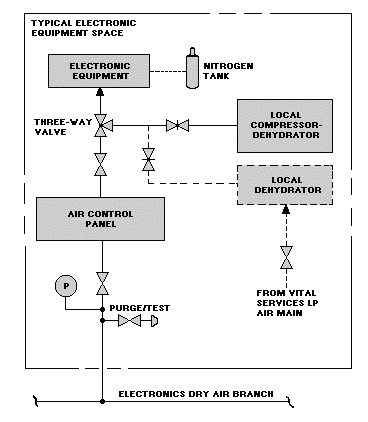 TYPICAL ELECTRONIC
EQUIPMENT SPACE
ELECTRONIC
EQUIPMENT
NITROGEN
TANK
THREE-WAY
VALVE
LOCAL
COMPRESSOR-
DEHYDRATOR
LOCAL
DEHYDRATOR
AIR CONTROL
PANEL
P
PURGE/TEST
FROM VITAL
SERVICES LP
AIR MAIN
ELECTRONICS DRY AIR BRANCH